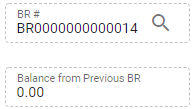 BR #
BR0000000000014
Balance from Previous BR
0.00